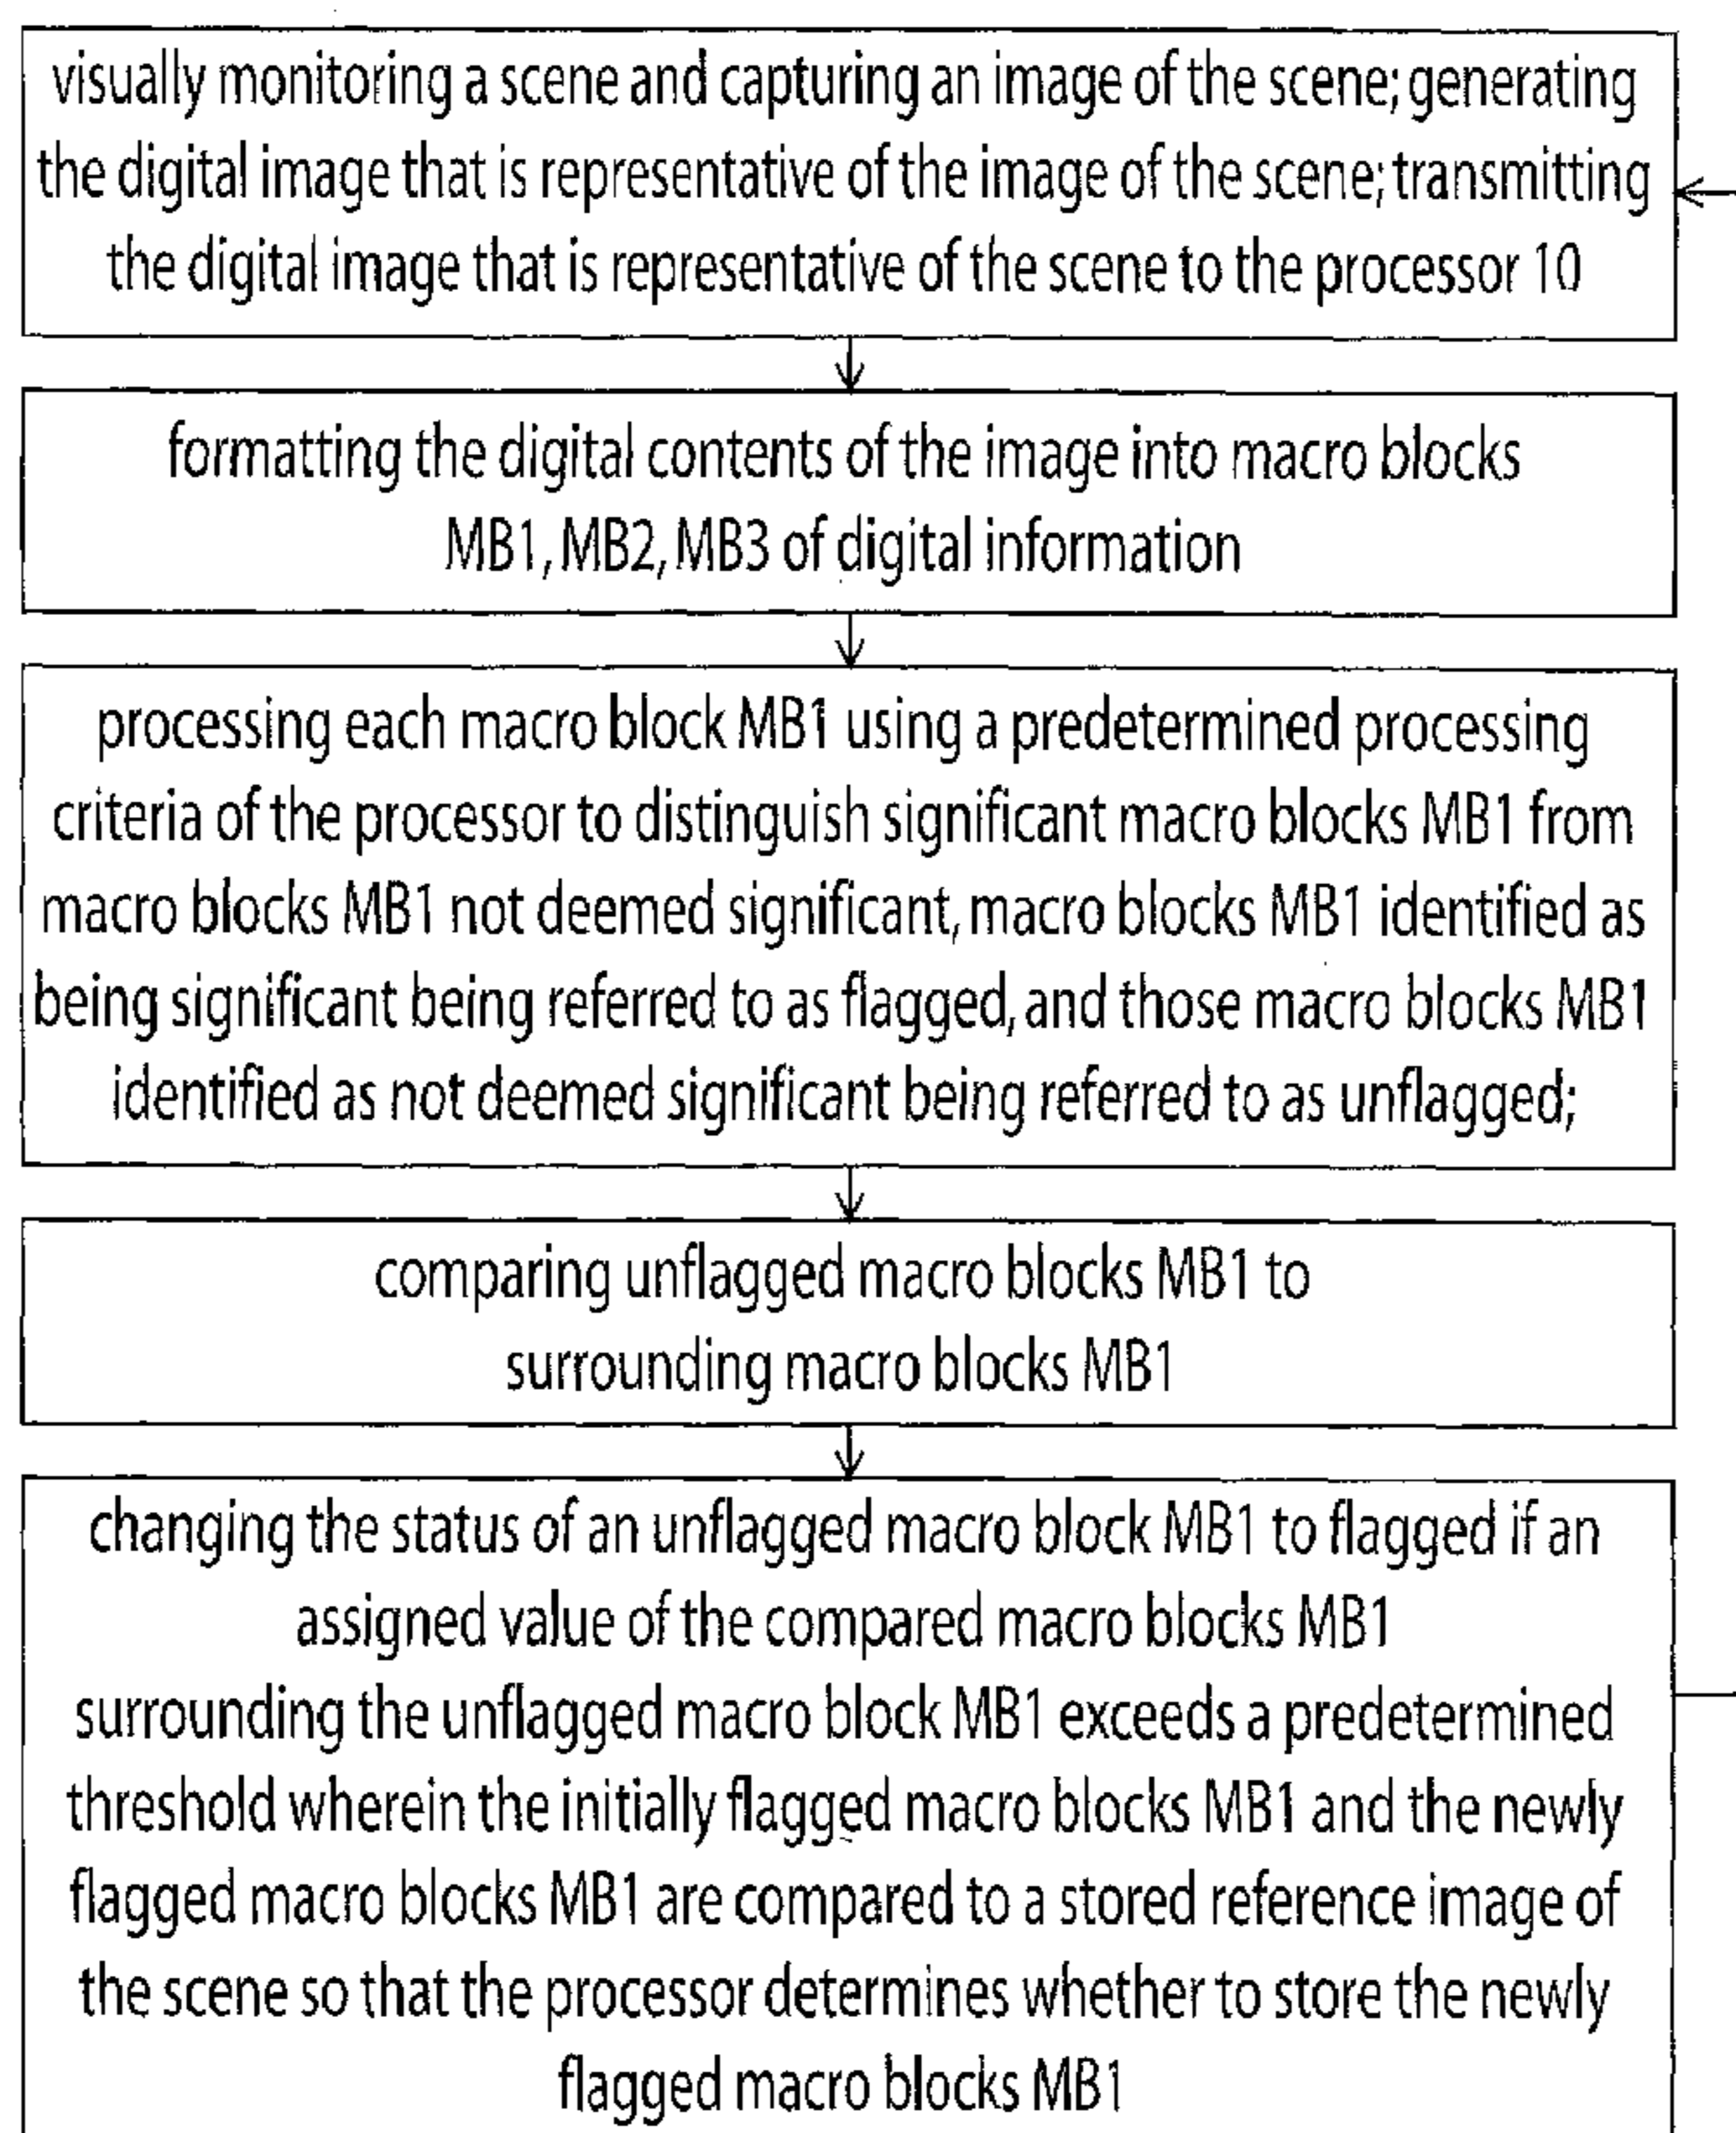 visually monitoring a scene and capturing an image of the scene; generating
the digital image that is representative of the image of the scene; transmitting
the digital image that is representative of the scene to the processor 10
formatting the digital contents of the image into macro blocks
MB1, MB2, MB3 of digital information
processing each macro block MB1 using a predetermined processing
criteria of the processor to distinguish significant macro blocks MB1 from
macro blocks MB1 not deemed significant, macro blocks MB1 identified as
being significant being referred to as flagged, and those macro blocks MB1
identified as not deemed significant being referred to as unflagged;
comparing unflagged macro blocks MB1 to
surrounding macro blocks MB1
changing the status of an unflagged macro block MB1 to flagged if an
assigned value of the compared macro blocks MB1
surrounding the unflagged macro block MB1 exceeds a predetermined
threshold wherein the initially flagged macro blocks MB1 and the newly
flagged macro blocks MB1 are compared to a stored reference image of
the scene so that the processor determines whether to store the newly
flagged macro blocks MB1